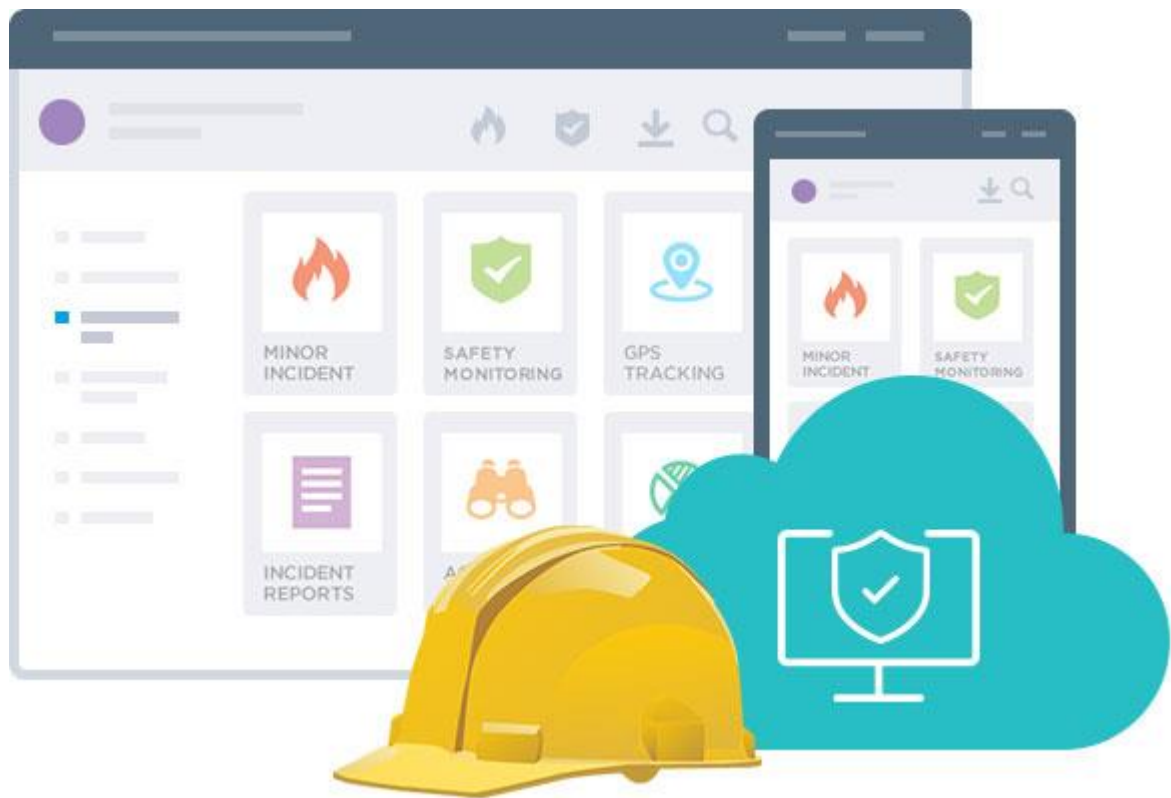 MINOR
INCIDENT
SAFETY
MONITORING
GPS
TRACKING
INCIDENT
REPORTS
MINOR
INCIDENT
SAFETY
MONITORING